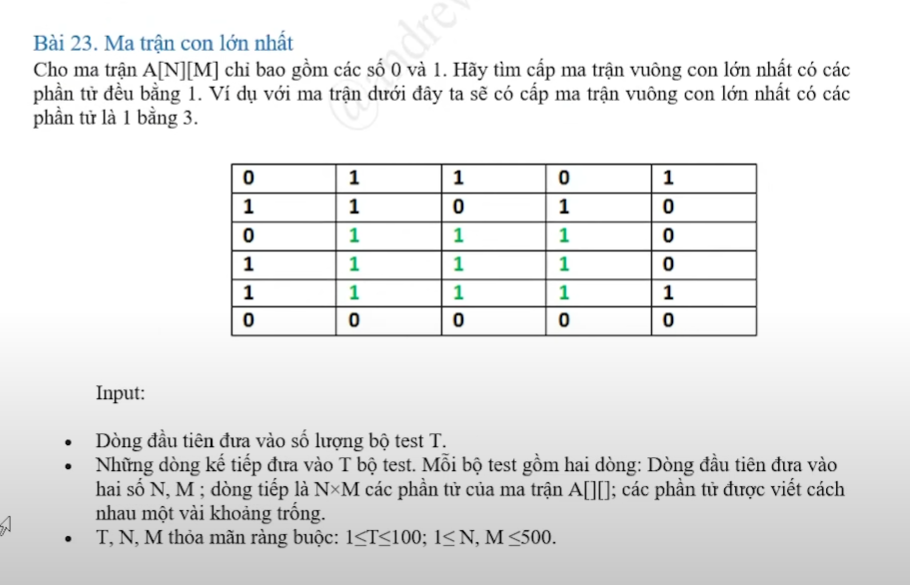 Bài 23. Ma trận con lớn nhất
Cho ma trận A[N][M] chỉ bao gồm các số 0 và 1. Hãy tìm cấp ma trận vuông con lớn nhất có các
phần tử đều bằng 1. Ví dụ với ma trận dưới đây ta sẽ có cấp ma trận vuông con lớn nhất có các
phần tử là 1 bằng 3.
0 1 1 0 1
1 1 0 1 0
0 1 1 1 0
1 1 1 1 0
1 1 1 1 1
0 0 0 0 0
Input:
• Dòng đầu tiên đưa vào số lượng bộ test T.
• Những dòng kế tiếp đưa vào T bộ test. Mỗi bộ test gồm hai dòng: Dòng đầu tiên đưa vào
hai số N, M ; dòng tiếp là N×M các phần tử của ma trận A[][]; các phần tử được viết cách
nhau một vài khoảng trống.
• T, N, M thỏa mãn ràng buộc: 1≤T≤100; 1≤ N, M ≤500.